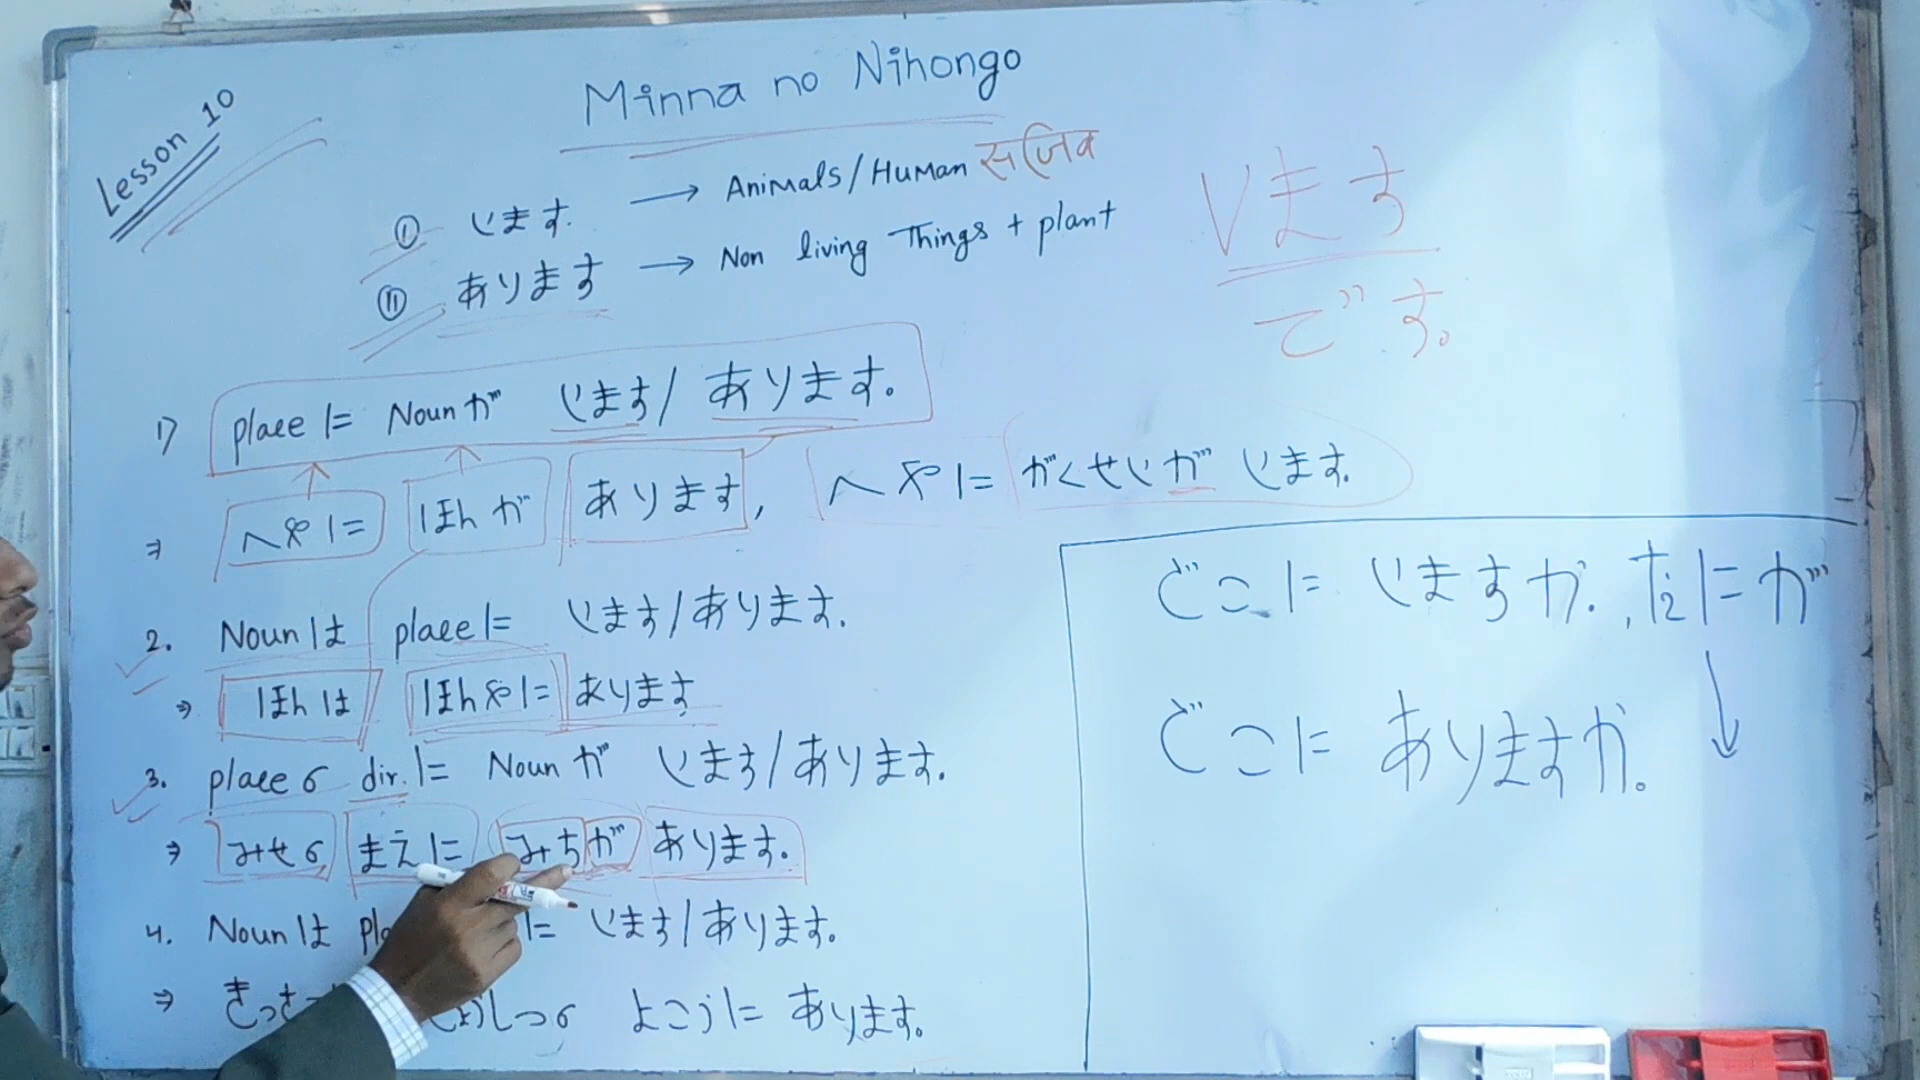 Lesson 10
Minna no Nihongo
① います. → Animals/Human सजिव
② あります → Non living Things + plant
います
です。
1) place に Noun が います/ あります。
⇒ へやに ほんが あります, へやに がくせいが います.
2. Noun は place に います/あります.
⇒ ほんは ほんやに あります
3. place の dir. に Noun が います/あります.
⇒ みせの まえに みちが あります.
4. Noun は に います/あります.
⇒ きっさ しつの よこうに あります.
どこに いますか. , なにが
どこに ありますか。